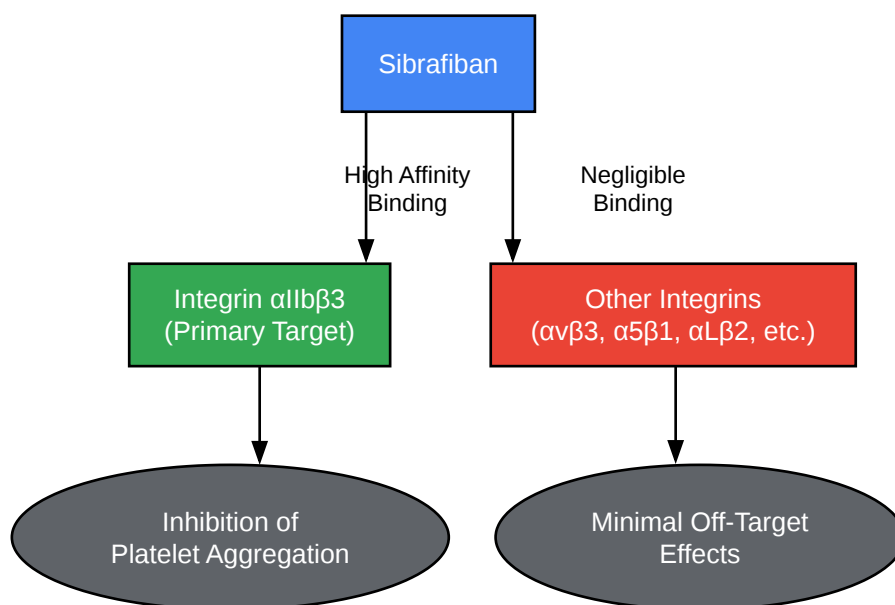 Sibrafiban
High Affinity
Binding
Negligible
Binding
Integrin αIIbβ3
(Primary Target)
Other Integrins
(αvβ3, α5β1, αLβ2, etc.)
Inhibition of
Platelet Aggregation
Minimal Off-Target
Effects